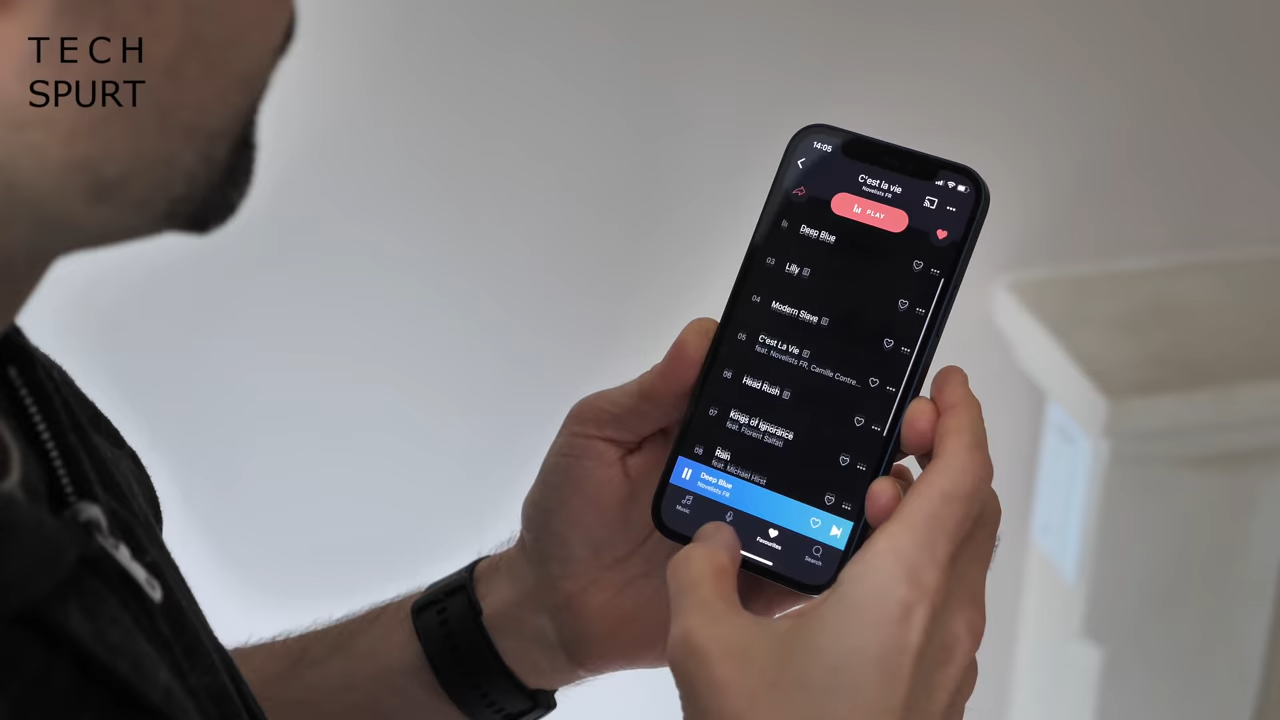 TECH
SPURT
14:05
C'est la vie
Novelists FR
PLAY
Deep Blue
03 Lilly
04 Modern Slave
05 C'est La Vie
feat. Novelists FR, Camille Contre...
06 Head Rush
07 Kings of Ignorance
feat. Florent Salfati
08 Rain
feat. Michael Hirst
Deep Blue
Novelists FR
Music
Favourites
Search